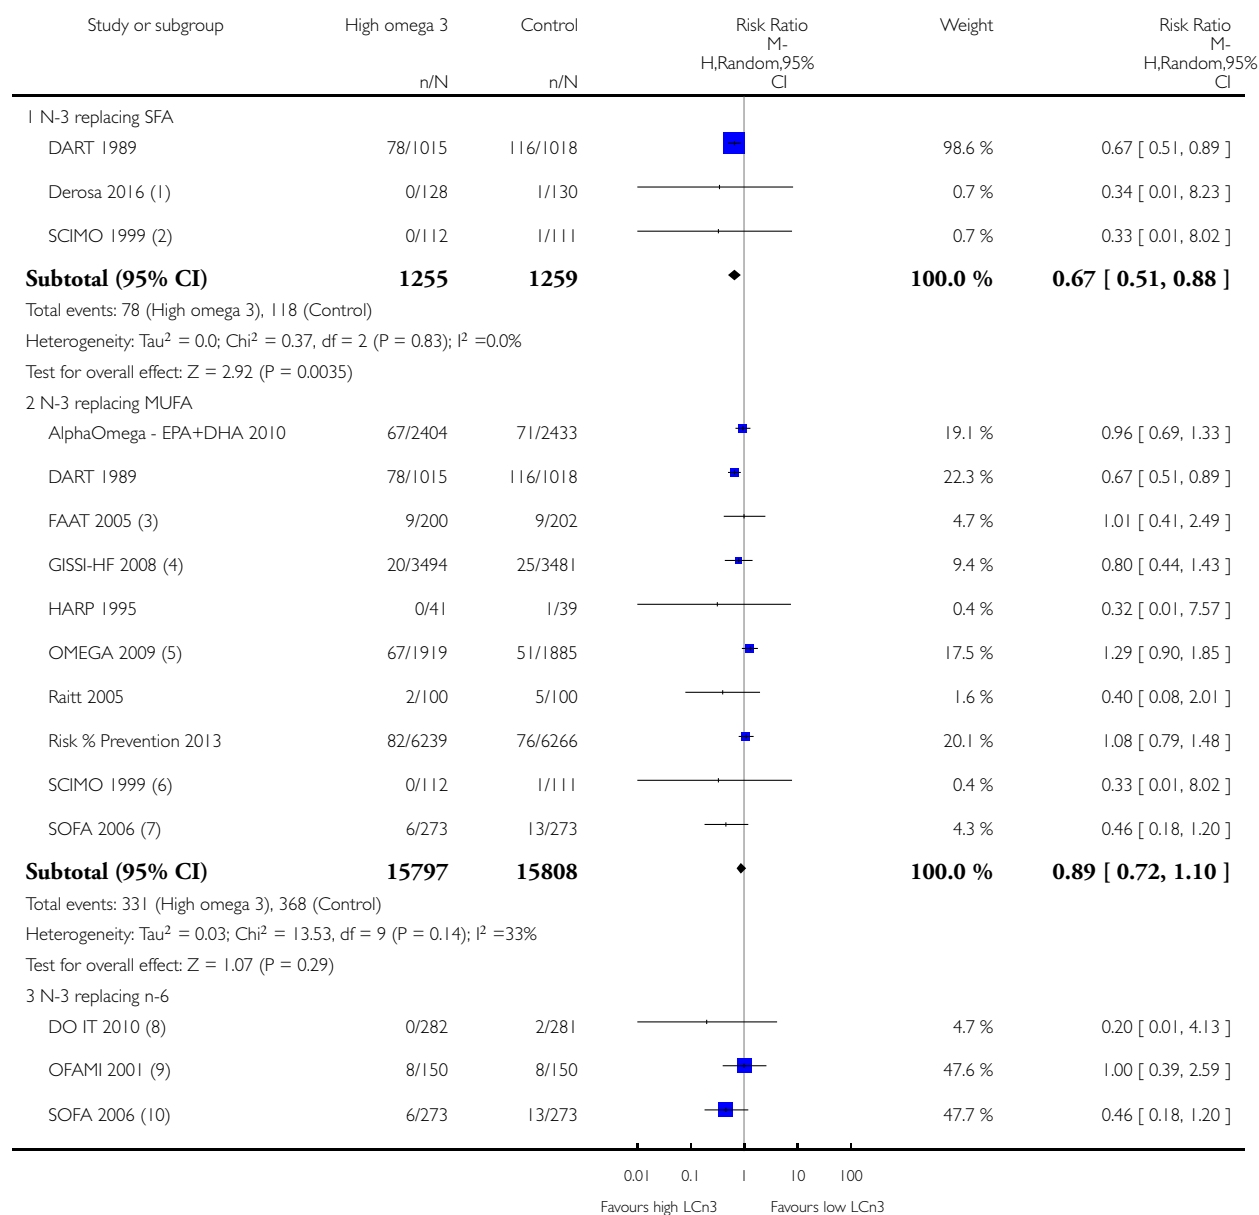 Study or subgroup High omega 3 Control Risk Ratio Weight Risk Ratio
M- M-
H,Random,95% H,Random,95%
n/N n/N CI CI
1 N-3 replacing SFA
DART 1989 78/1015 116/1018 98.6 % 0.67 [ 0.51, 0.89 ]
Derosa 2016 (1) 0/128 1/130 0.7 % 0.34 [ 0.01, 8.23 ]
SCIMO 1999 (2) 0/112 1/111 0.7 % 0.33 [ 0.01, 8.02 ]
Subtotal (95% CI) 1255 1259 100.0 % 0.67 [ 0.51, 0.88 ]
Total events: 78 (High omega 3), 118 (Control)
Heterogeneity: Tau² = 0.0; Chi² = 0.37, df = 2 (P = 0.83); I² =0.0%
Test for overall effect: Z = 2.92 (P = 0.0035)
2 N-3 replacing MUFA
AlphaOmega - EPA+DHA 2010 67/2404 71/2433 19.1 % 0.96 [ 0.69, 1.33 ]
DART 1989 78/1015 116/1018 22.3 % 0.67 [ 0.51, 0.89 ]
FAAT 2005 (3) 9/200 9/202 4.7 % 1.01 [ 0.41, 2.49 ]
GISSI-HF 2008 (4) 20/3494 25/3481 9.4 % 0.80 [ 0.44, 1.43 ]
HARP 1995 0/41 1/39 0.4 % 0.32 [ 0.01, 7.57 ]
OMEGA 2009 (5) 67/1919 51/1885 17.5 % 1.29 [ 0.90, 1.85 ]
Raitt 2005 2/100 5/100 1.6 % 0.40 [ 0.08, 2.01 ]
Risk % Prevention 2013 82/6239 76/6266 20.1 % 1.08 [ 0.79, 1.48 ]
SCIMO 1999 (6) 0/112 1/111 0.4 % 0.33 [ 0.01, 8.02 ]
SOFA 2006 (7) 6/273 13/273 4.3 % 0.46 [ 0.18, 1.20 ]
Subtotal (95% CI) 15797 15808 100.0 % 0.89 [ 0.72, 1.10 ]
Total events: 331 (High omega 3), 368 (Control)
Heterogeneity: Tau² = 0.03; Chi² = 13.53, df = 9 (P = 0.14); I² =33%
Test for overall effect: Z = 1.07 (P = 0.29)
3 N-3 replacing n-6
DO IT 2010 (8) 0/282 2/281 4.7 % 0.20 [ 0.01, 4.13 ]
OFAMI 2001 (9) 8/150 8/150 47.6 % 1.00 [ 0.39, 2.59 ]
SOFA 2006 (10) 6/273 13/273 47.7 % 0.46 [ 0.18, 1.20 ]
0.01 0.1 1 10 100
Favours high LCn3 Favours low LCn3